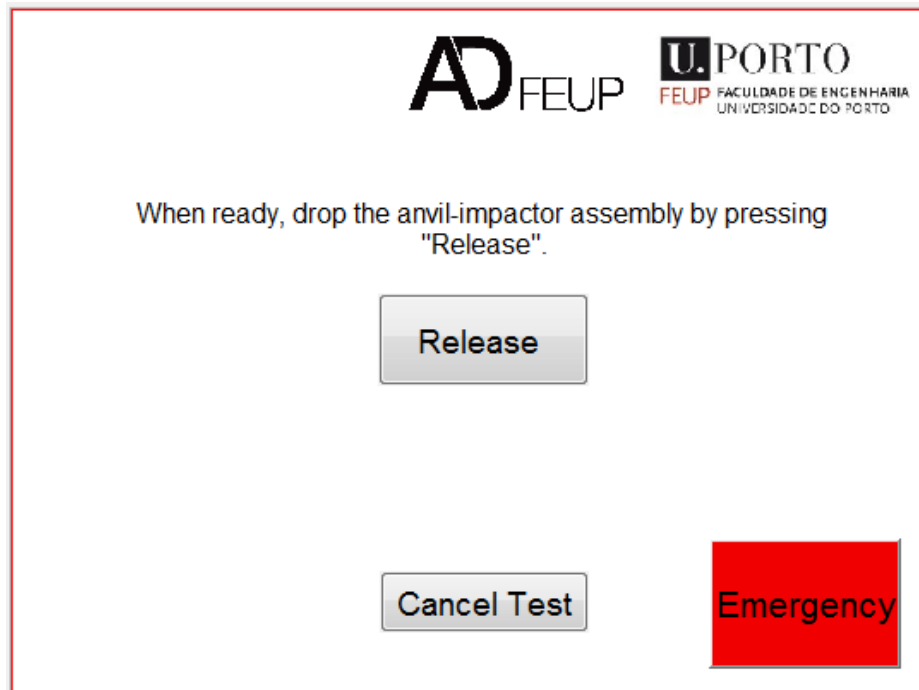 AD FEUP
U. PORTO
FEUP FACULDADE DE ENGENHARIA
UNIVERSIDADE DO PORTO
When ready, drop the anvil-impactor assembly by pressing
"Release".
Release
Cancel Test
Emergency